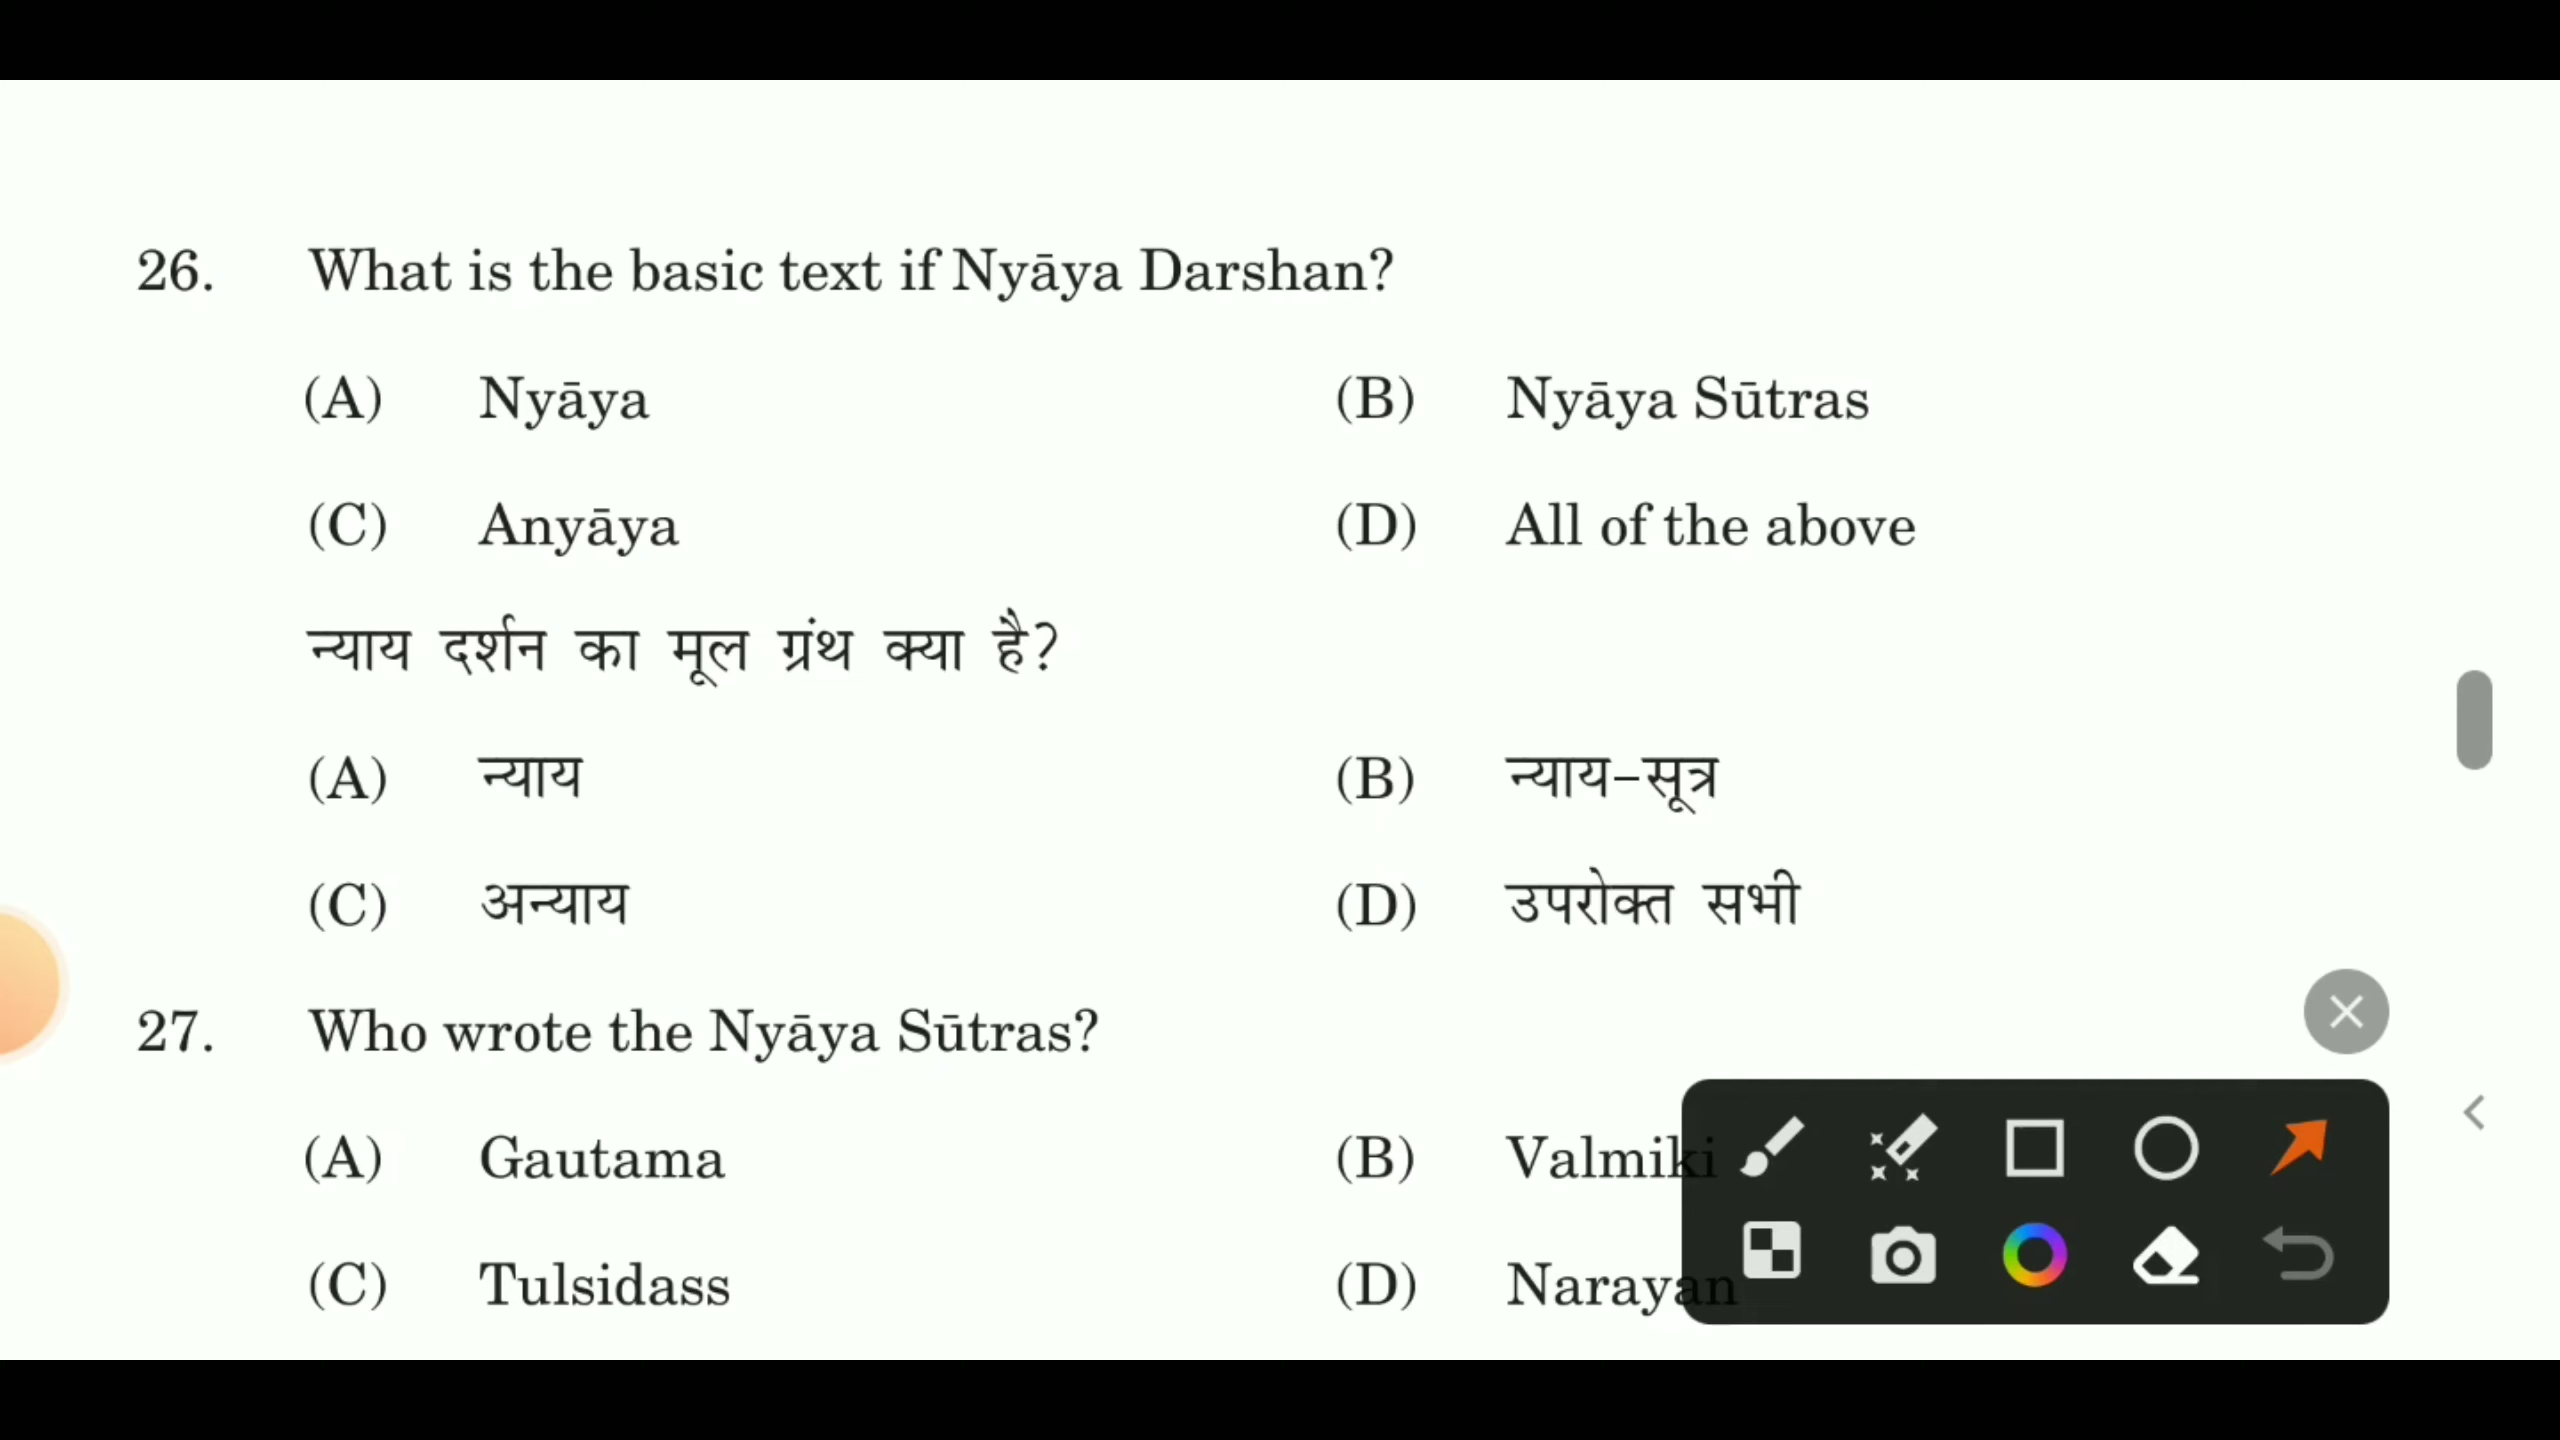 26. What is the basic text if Nyāya Darshan?
(A) Nyāya (B) Nyāya Sūtras
(C) Anyāya (D) All of the above
न्याय दर्शन का मूल ग्रंथ क्या है?
(A) न्याय (B) न्याय-सूत्र
(C) अन्याय (D) उपरोक्त सभी
27. Who wrote the Nyāya Sūtras?
(A) Gautama (B) Valmiki
(C) Tulsidass (D) Narayan